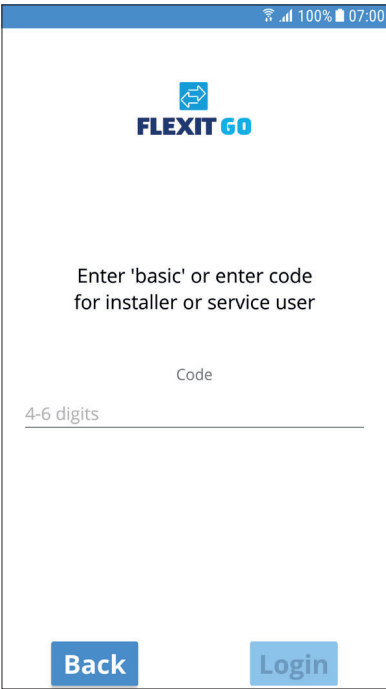 100% 07:00
FLEXIT GO
Enter 'basic' or enter code
for installer or service user
Code
4-6 digits
Back Login